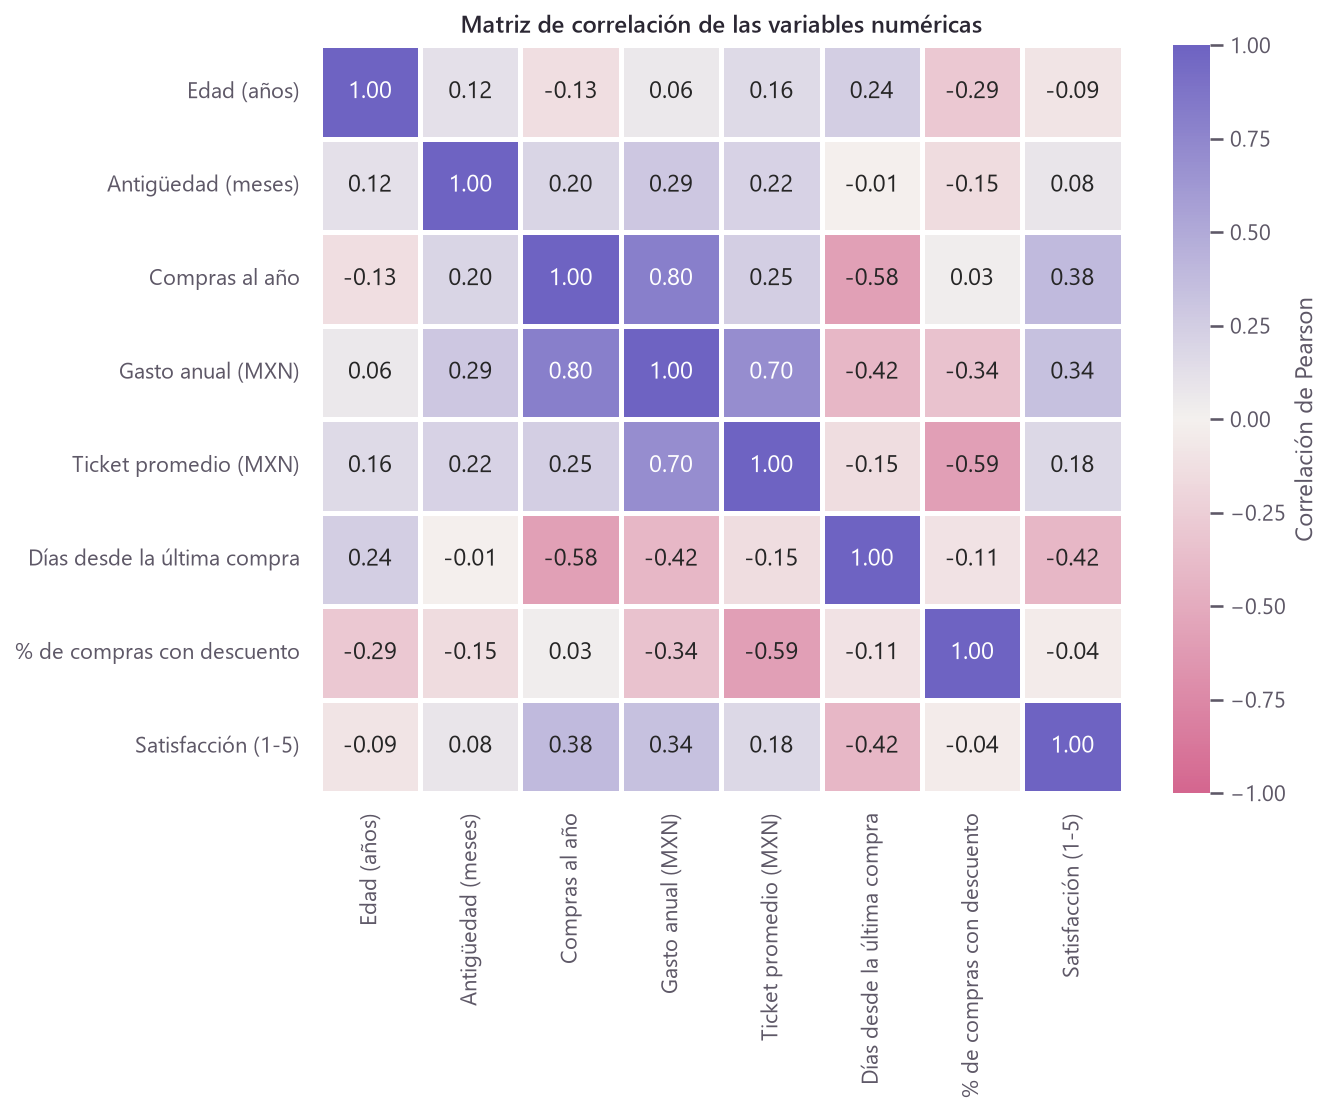 Matriz de correlación de las variables numéricas
Edad (años) 1.00 0.12 -0.13 0.06 0.16 0.24 -0.29 -0.09
Antigüedad (meses) 0.12 1.00 0.20 0.29 0.22 -0.01 -0.15 0.08
Compras al año -0.13 0.20 1.00 0.80 0.25 -0.58 0.03 0.38
Gasto anual (MXN) 0.06 0.29 0.80 1.00 0.70 -0.42 -0.34 0.34
Ticket promedio (MXN) 0.16 0.22 0.25 0.70 1.00 -0.15 -0.59 0.18
Días desde la última compra 0.24 -0.01 -0.58 -0.42 -0.15 1.00 -0.11 -0.42
% de compras con descuento -0.29 -0.15 0.03 -0.34 -0.59 -0.11 1.00 -0.04
Satisfacción (1-5) -0.09 0.08 0.38 0.34 0.18 -0.42 -0.04 1.00
Edad (años)
Antigüedad (meses)
Compras al año
Gasto anual (MXN)
Ticket promedio (MXN)
Días desde la última compra
% de compras con descuento
Satisfacción (1-5)
1.00
0.75
0.50
0.25
0.00
−0.25
−0.50
−0.75
−1.00
Correlación de Pearson